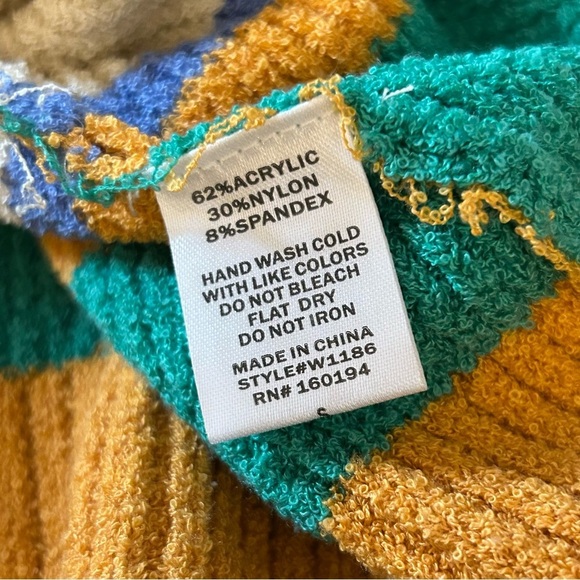 62%ACRYLIC
30%NYLON
8%SPANDEX
HAND WASH COLD
WITH LIKE COLORS
DO NOT BLEACH
FLAT DRY
DO NOT IRON
MADE IN CHINA
STYLE#W1186
RN# 160194
S